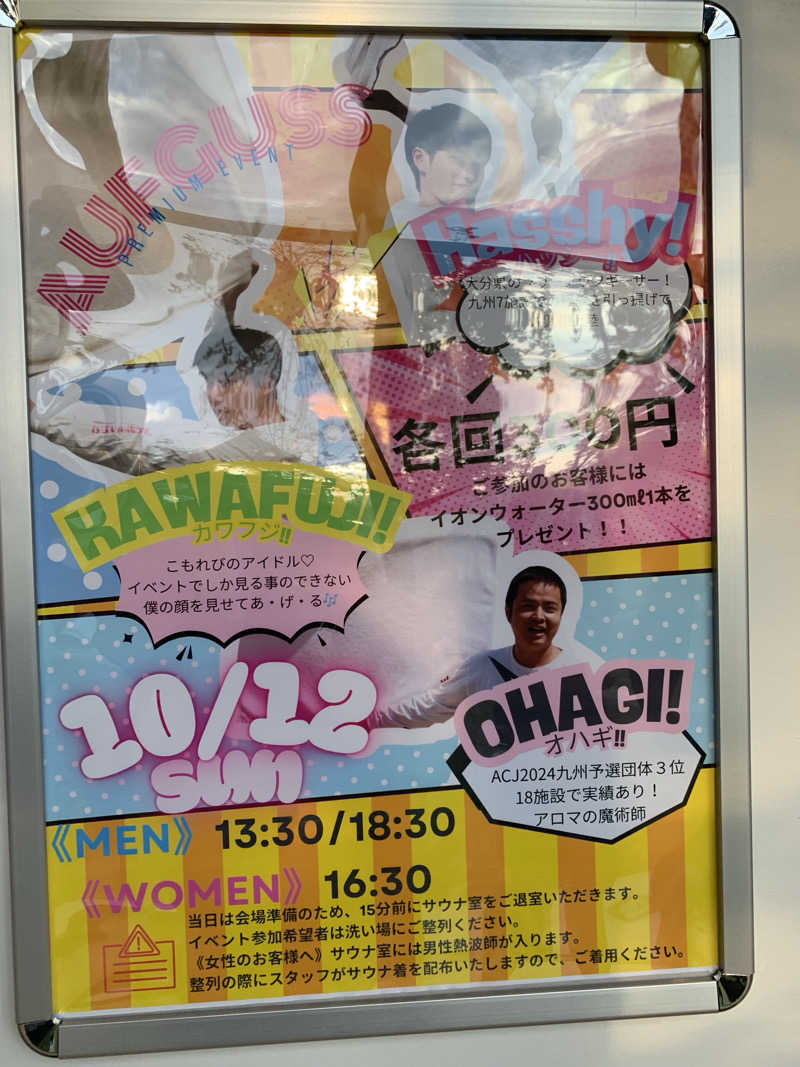 AUFGUSS
PREMIUM EVENT
Hasshy!
大分県の
サー！
九州7施
を引っ提げて
各回
円
ご参加のお客様には
イオンウォーター300ml1本を
プレゼント！！
KAWAFUJI!
カワフジ!!
こもれびのアイドル♡
イベントでしか見る事のできない
僕の顔を見せてあ・げ・る🎶
10/12
sun
OHAGI!
オハギ!!
ACJ2024九州予選団体３位
18施設で実績あり！
アロマの魔術師
《MEN》 13:30/18:30
《WOMEN》 16:30
当日は会場準備のため、15分前にサウナ室をご退室いただきます。
イベント参加希望者は洗い場にご整列ください。
《女性のお客様へ》サウナ室には男性熱波師が入ります。
整列の際にスタッフがサウナ着を配布いたしますので、ご着用ください。